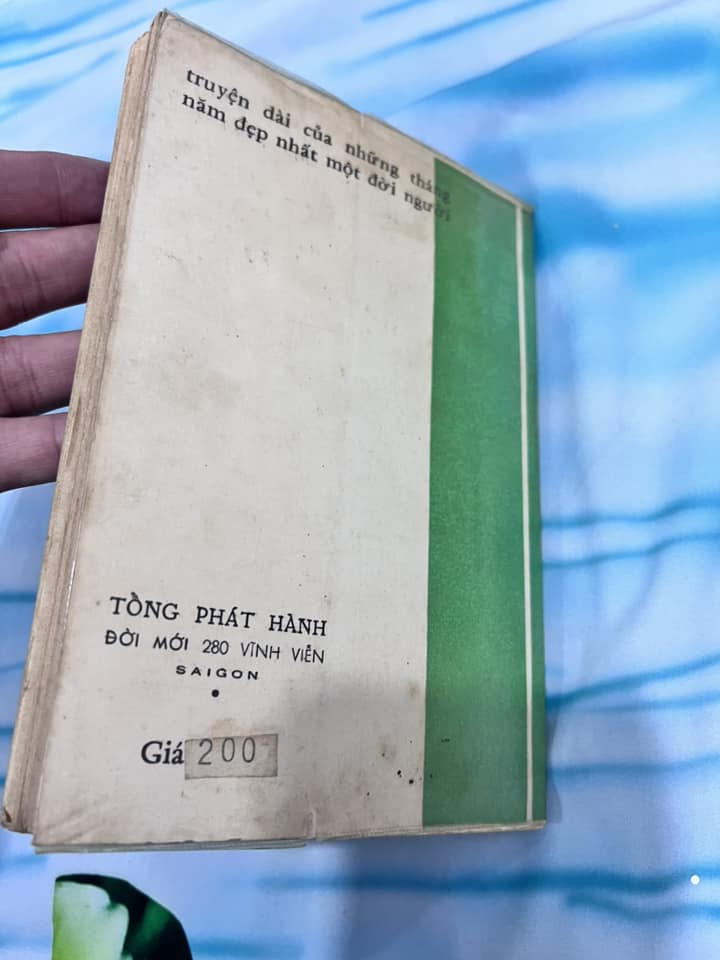 truyện dài của những tháng
năm đẹp nhất một đời người
TỔNG PHÁT HÀNH
ĐỜI MỚI 280 VĨNH VIỄN
SAIGON
Giá 200